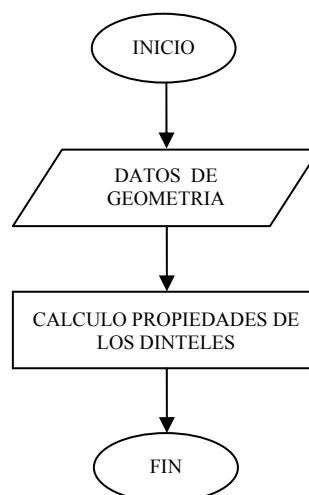 INICIO
DATOS DE
GEOMETRIA
CALCULO PROPIEDADES DE
LOS DINTELES
FIN